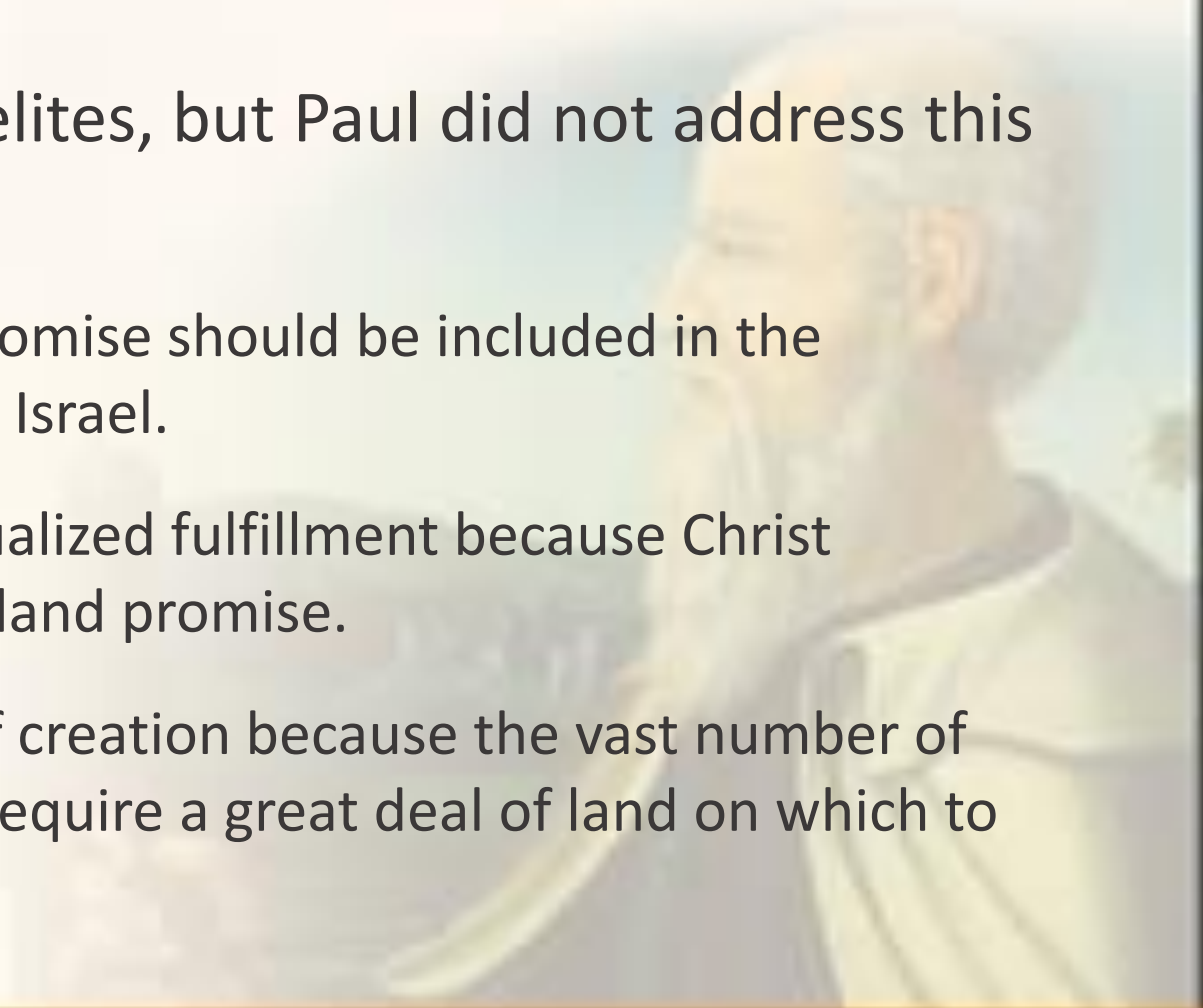 elites, but Paul did not address this
omise should be included in the
Israel.
ualized fulfillment because Christ
land promise.
f creation because the vast number of
equire a great deal of land on which to